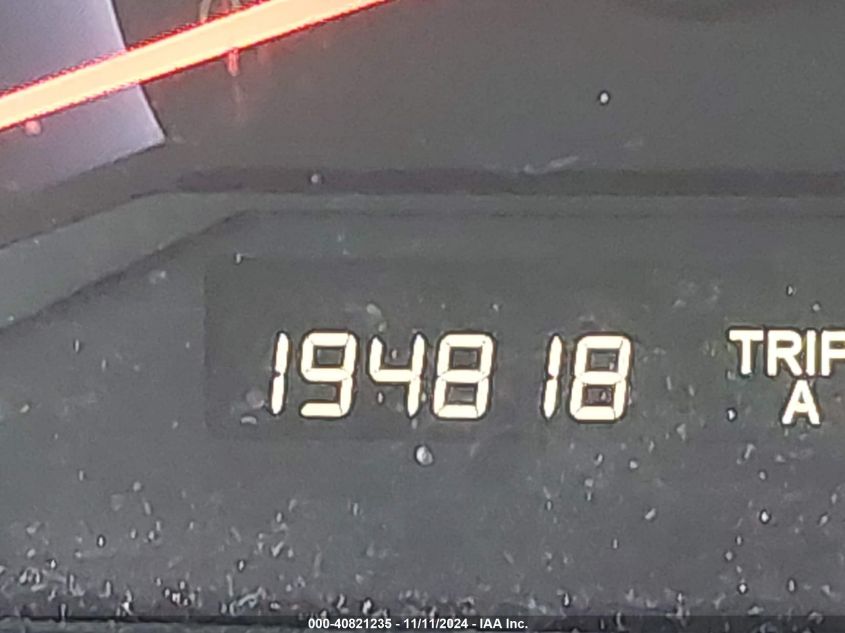 194818 TRIP
A
000-40821235 - 11/11/2024 - IAA Inc.